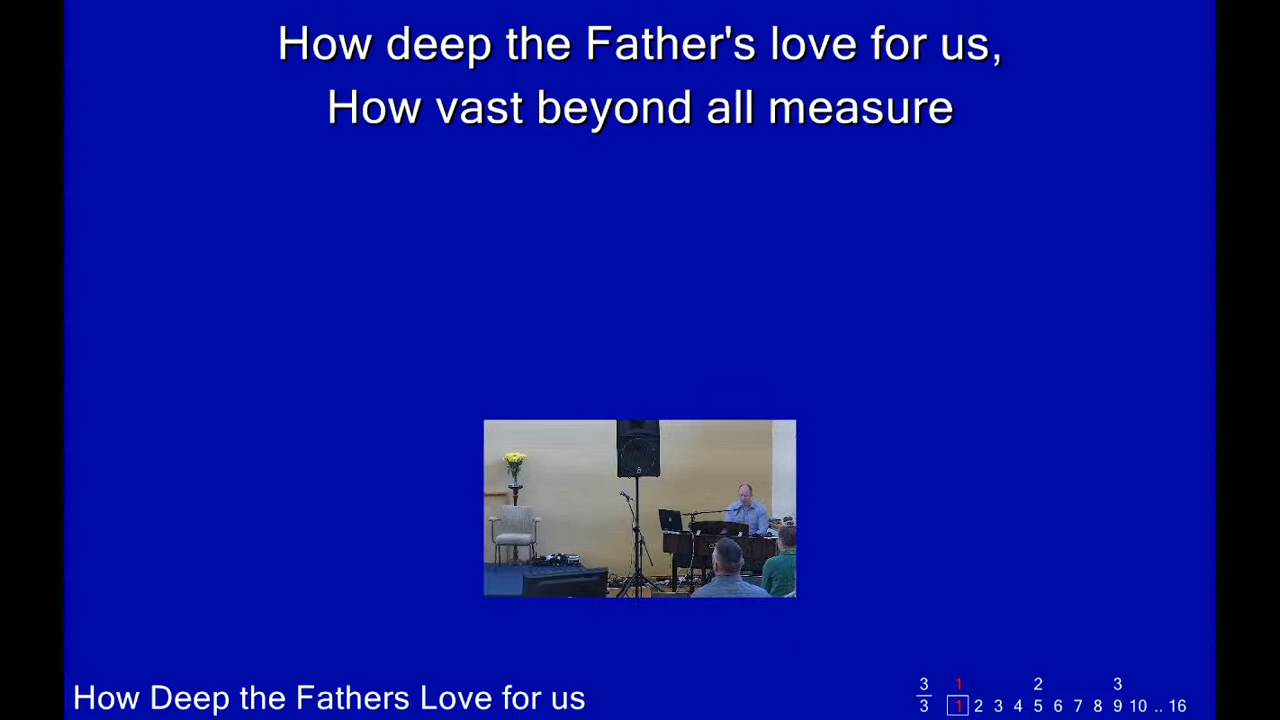 How deep the Father's love for us,
How vast beyond all measure
How Deep the Fathers Love for us
3 1 2 3
3 1 2 3 4 5 6 7 8 9 10 .. 16